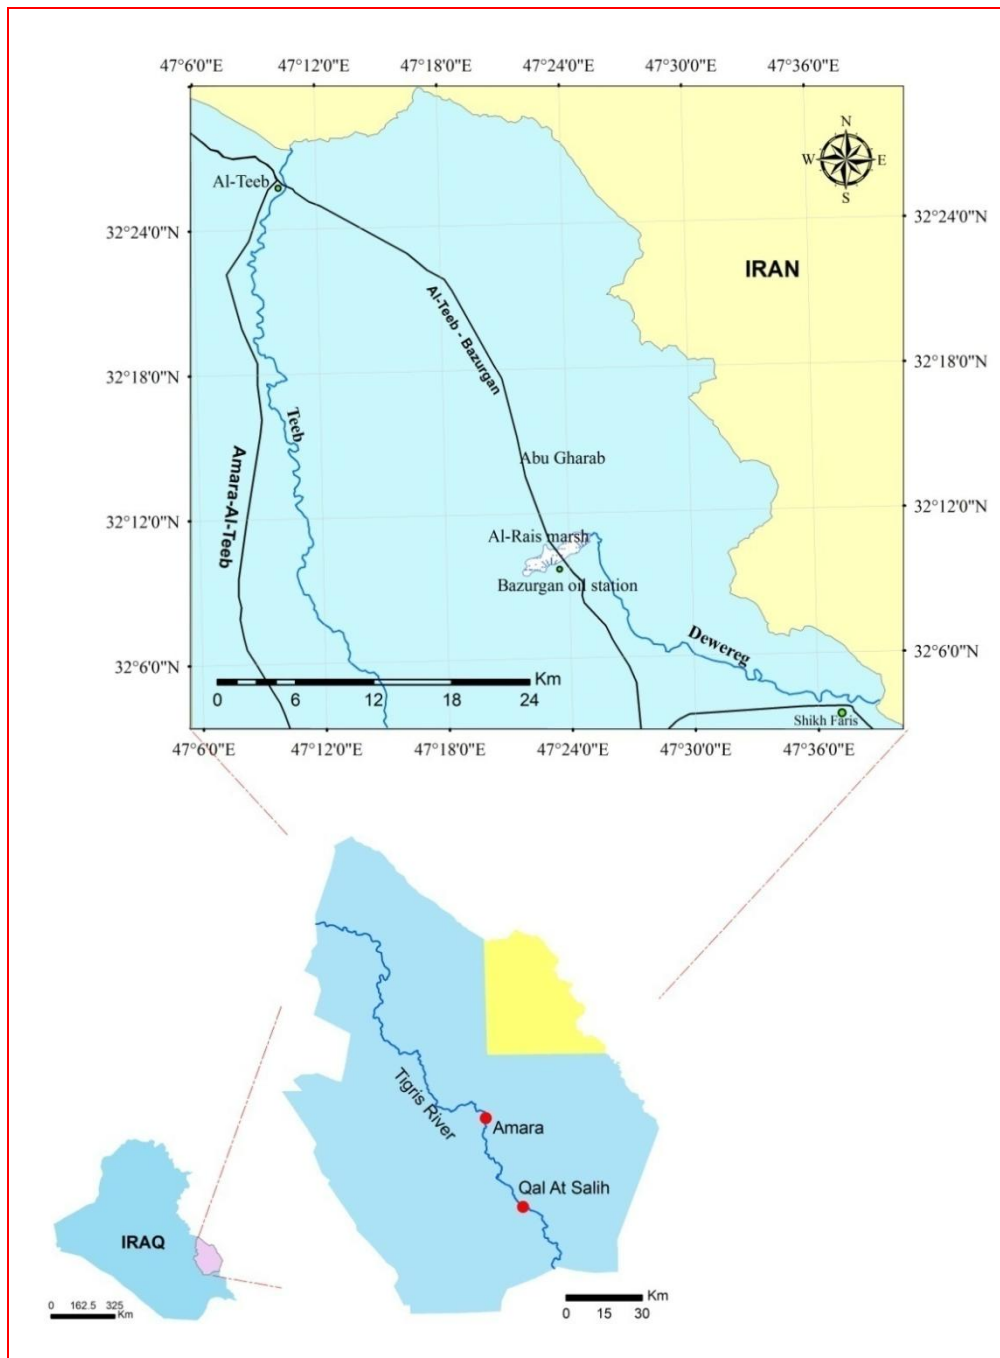 47°6'0"E 47°12'0"E 47°18'0"E 47°24'0"E 47°30'0"E 47°36'0"E
N
W E
S
Al-Teeb
32°24'0"N 32°24'0"N
IRAN
Al-Teeb - Bazurgan
32°18'0"N 32°18'0"N
Teeb
Amara-Al-Teeb
Abu Gharab
32°12'0"N 32°12'0"N
Al-Rais marsh
Bazurgan oil station
Dewereg
32°6'0"N 32°6'0"N
Km
0 6 12 18 24
Shikh Faris
47°6'0"E 47°12'0"E 47°18'0"E 47°24'0"E 47°30'0"E 47°36'0"E
Tigris River
Amara
Qal At Salih
IRAQ
0 162.5 325
Km
Km
0 15 30